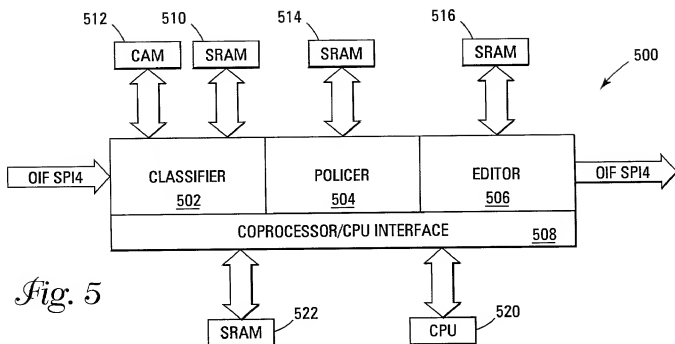 512 510 514 516
CAM SRAM SRAM SRAM
500
OIF SPI4 CLASSIFIER POLICER EDITOR OIF SPI4
502 504 506
COPROCESSOR/CPU INTERFACE 508
Fig. 5
SRAM 522 CPU 520